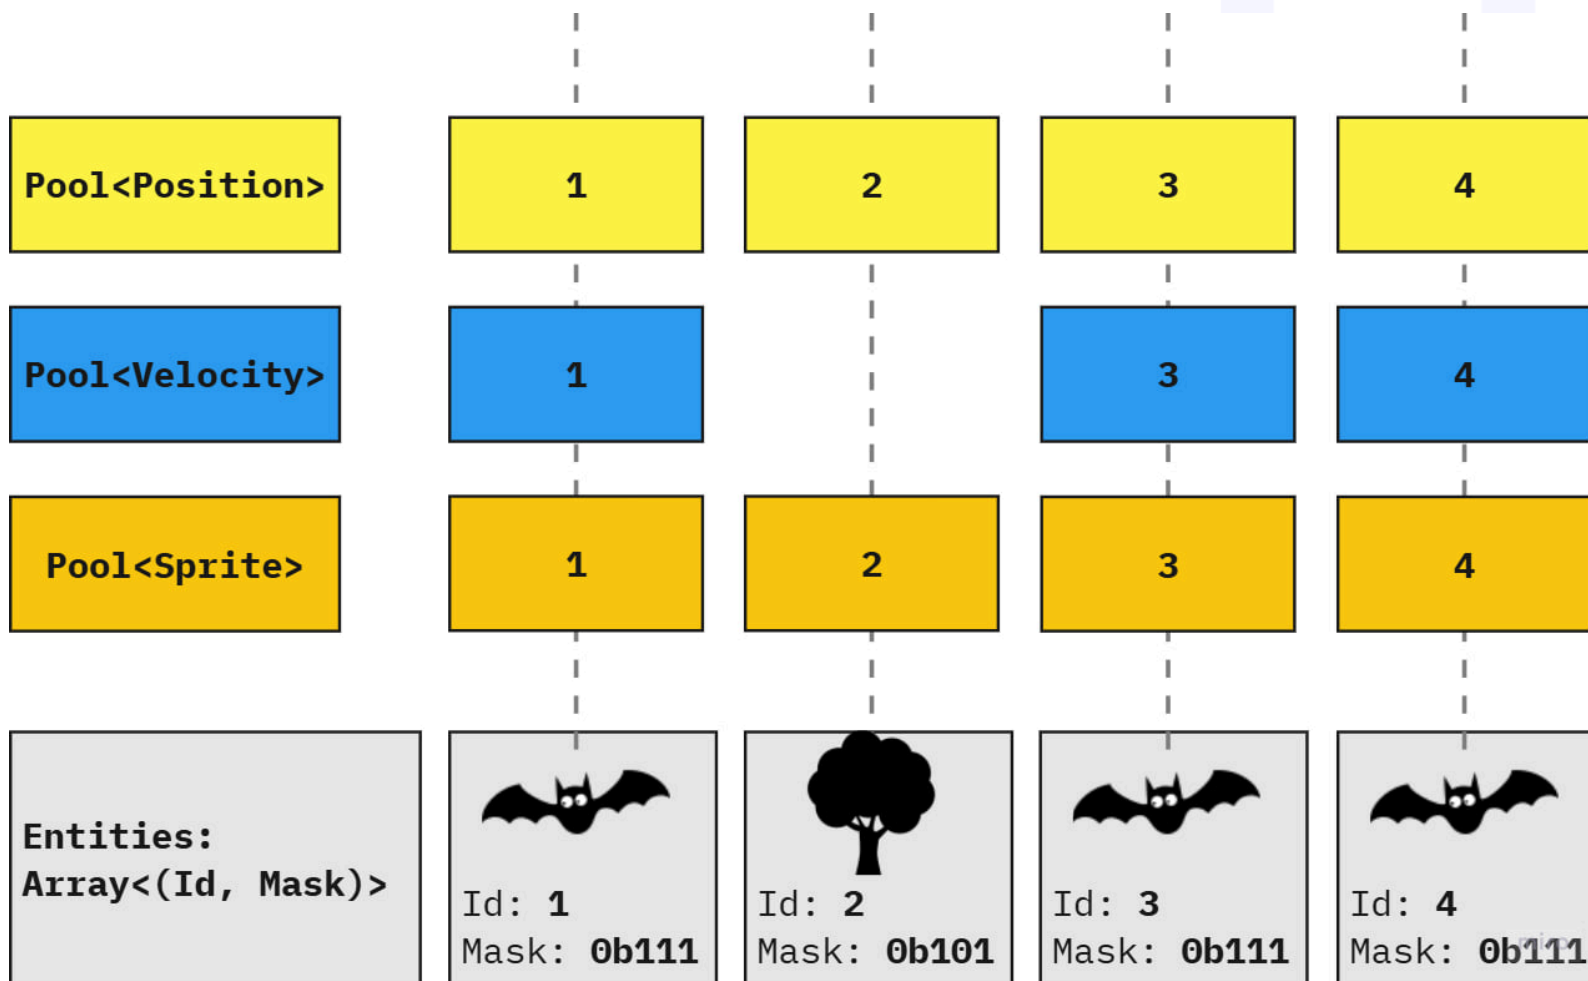 Pool<Position>
1
2
3
4
Pool<Velocity>
1
3
4
Pool<Sprite>
1
2
3
4
Entities:
Array<(Id, Mask)>
Id: 1
Mask: 0b111
Id: 2
Mask: 0b101
Id: 3
Mask: 0b111
Id: 4
Mask: 0b111
miro